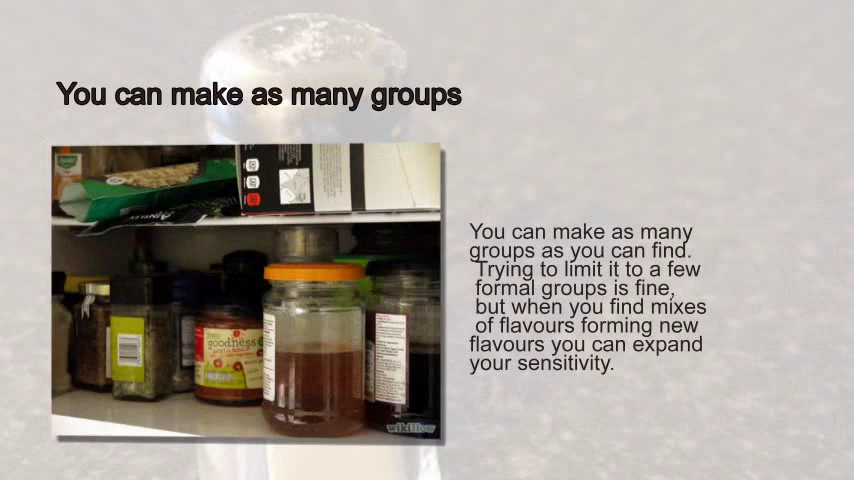 You can make as many groups
You can make as many
groups as you can find.
Trying to limit it to a few
formal groups is fine,
but when you find mixes
of flavours forming new
flavours you can expand
your sensitivity.
goodness
pasta sauce
wikiHow